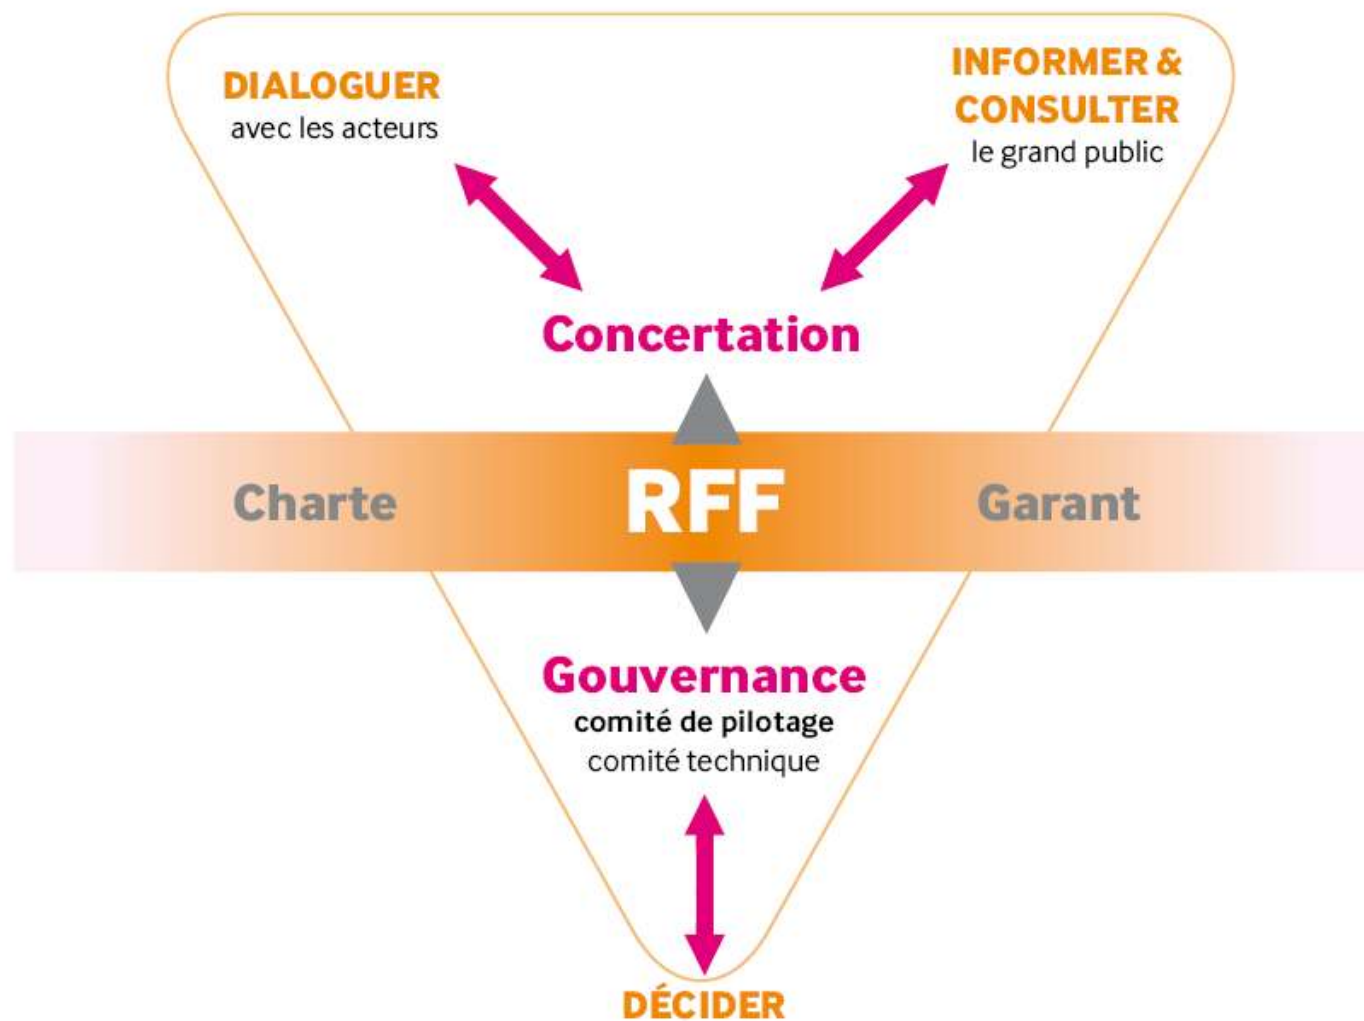 DIALOGUER
avec les acteurs
INFORMER &
CONSULTER
le grand public
Concertation
Charte
RFF
Garant
Gouvernance
comité de pilotage
comité technique
DÉCIDER